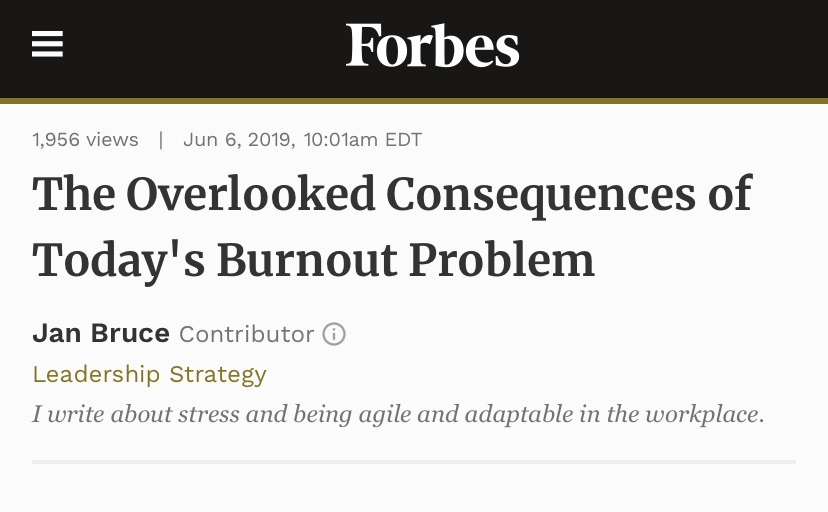 Forbes
1,956 views | Jun 6, 2019, 10:01am EDT
The Overlooked Consequences of
Today's Burnout Problem
Jan Bruce Contributor
Leadership Strategy
I write about stress and being agile and adaptable in the workplace.